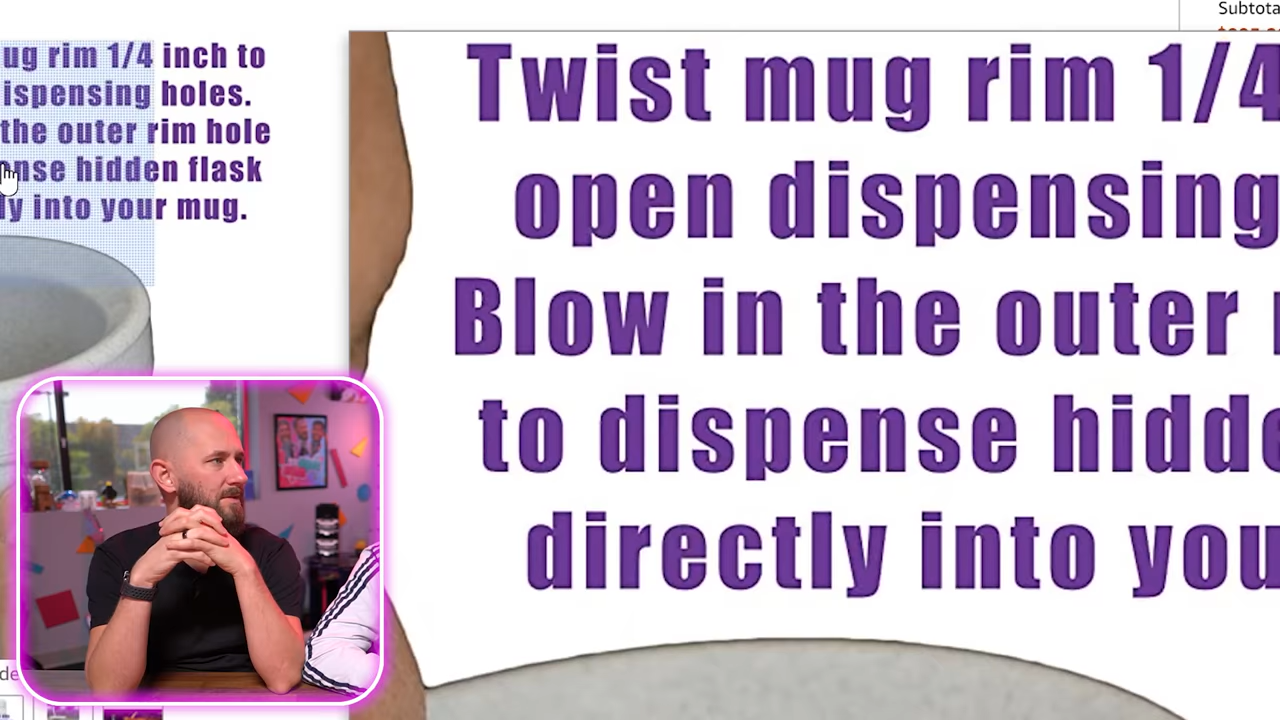 Subtota
ug rim 1/4 inch to
ispensing holes.
the outer rim hole
ense hidden flask
ly into your mug.
Twist mug rim 1/4
open dispensing
Blow in the outer
to dispense hidde
directly into you